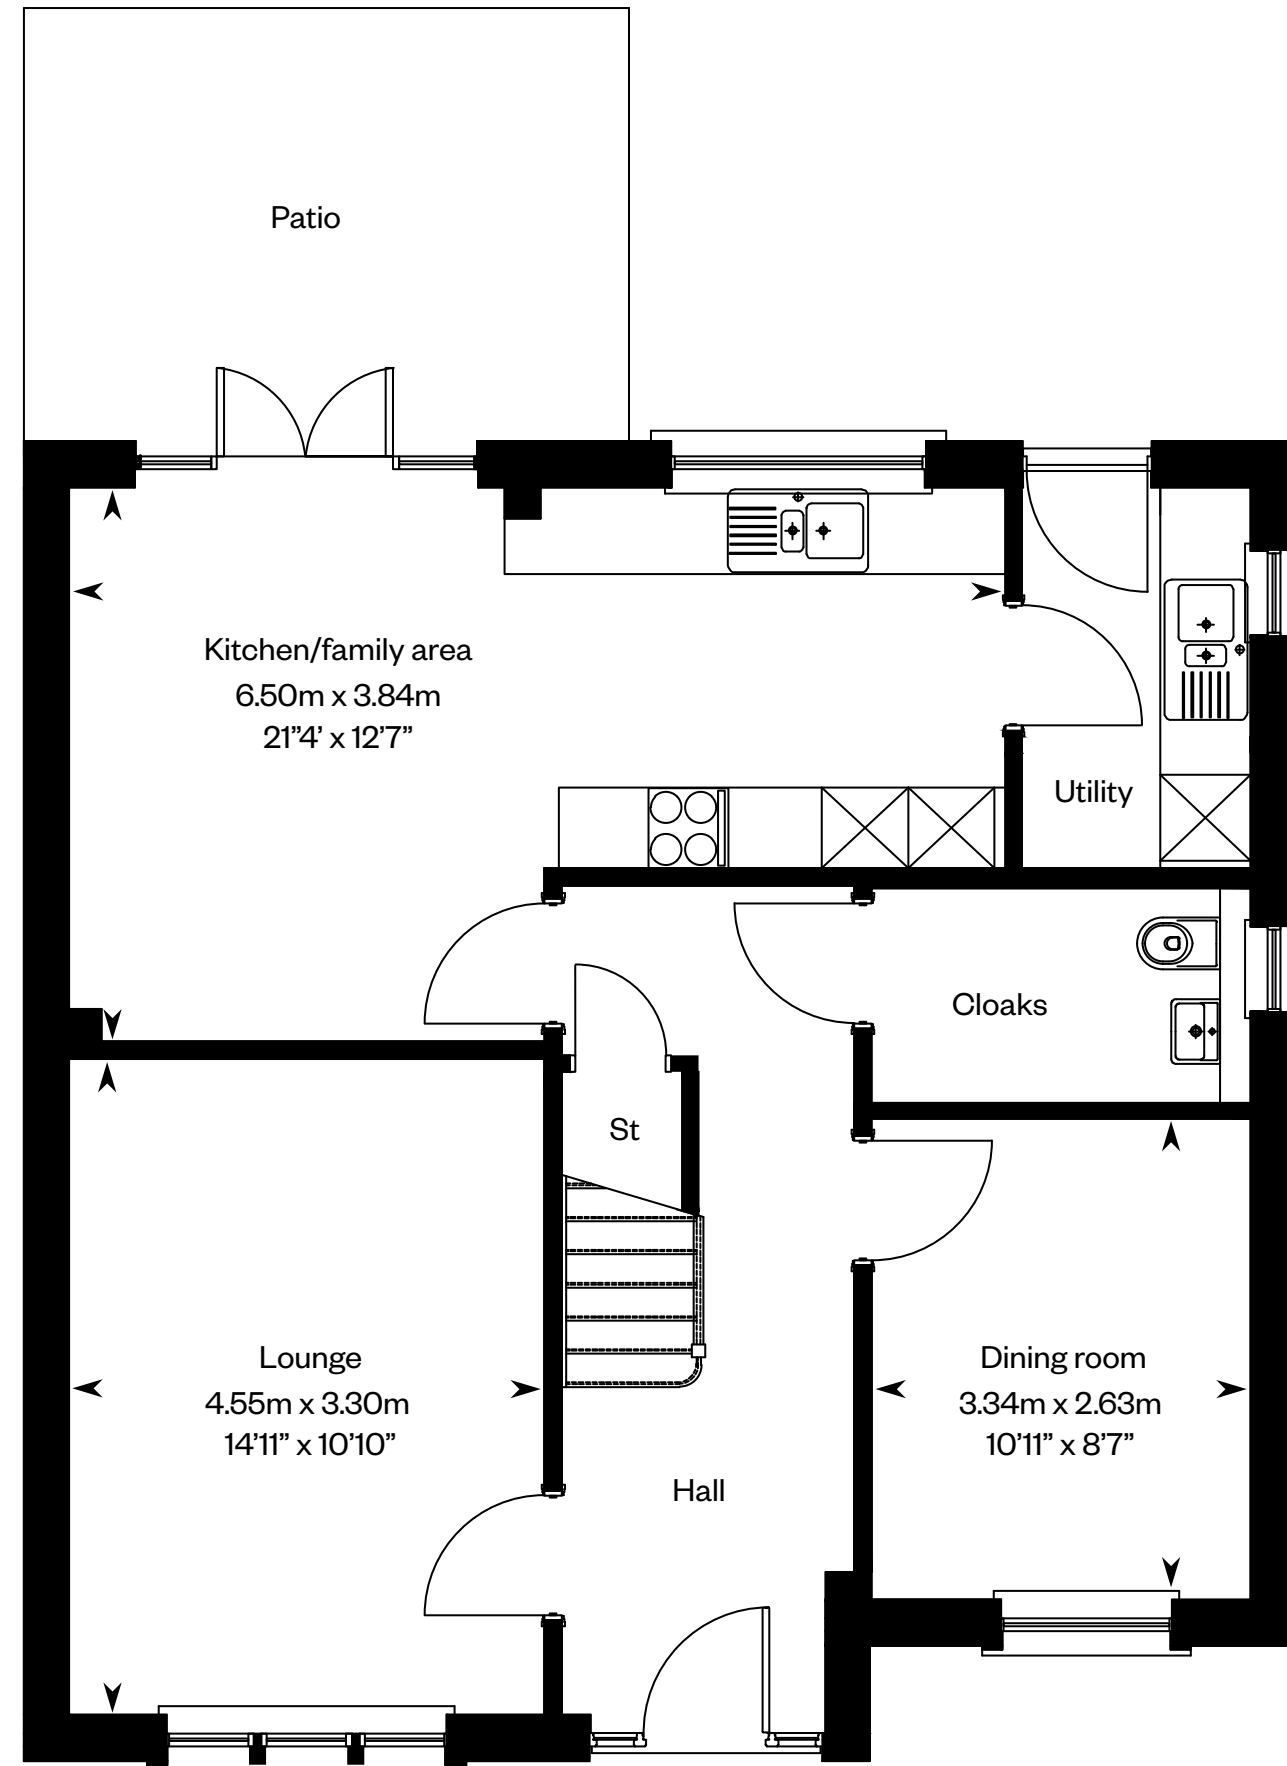 Patio
Kitchen/family area
6.50m x 3.84m
21”4’ x 12’7”
Utility
Cloaks
St
Lounge
4.55m x 3.30m
14’11” x 10’10”
Dining room
3.34m x 2.63m
10’11” x 8’7”
Hall